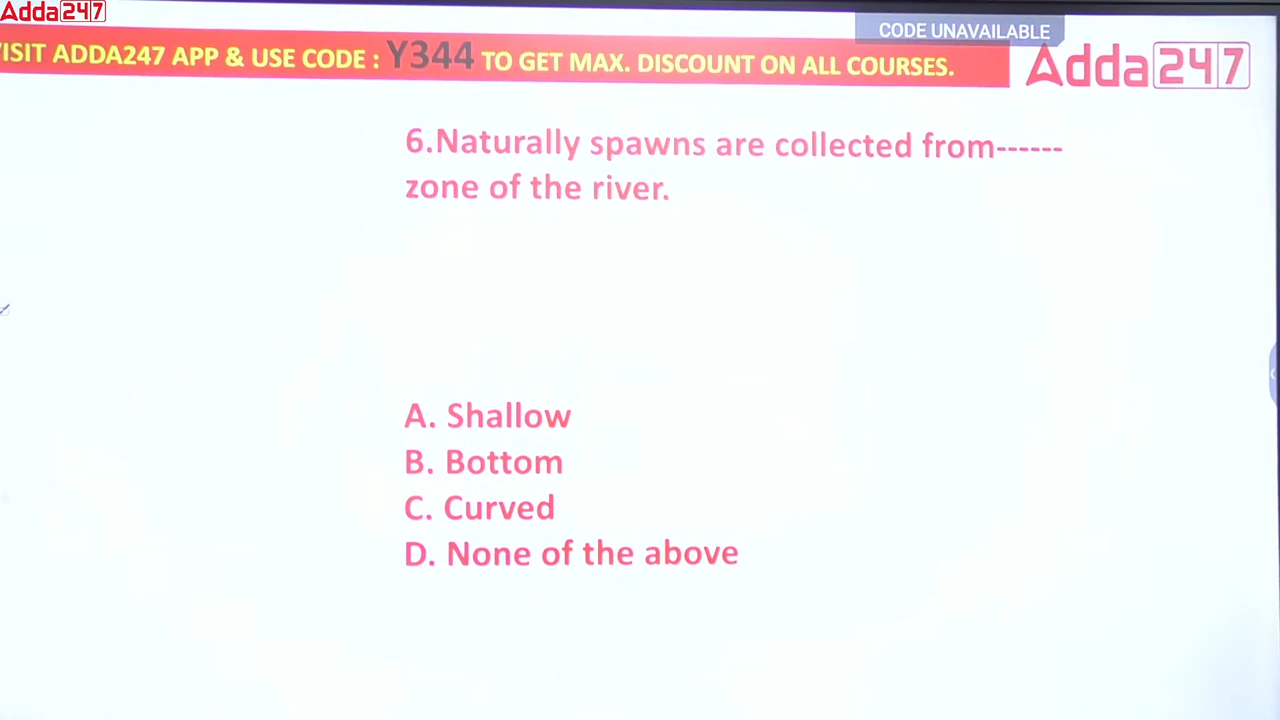 Adda247
CODE UNAVAILABLE
VISIT ADDA247 APP & USE CODE : Y344 TO GET MAX. DISCOUNT ON ALL COURSES.
Adda247
6.Naturally spawns are collected from------
zone of the river.
A. Shallow
B. Bottom
C. Curved
D. None of the above